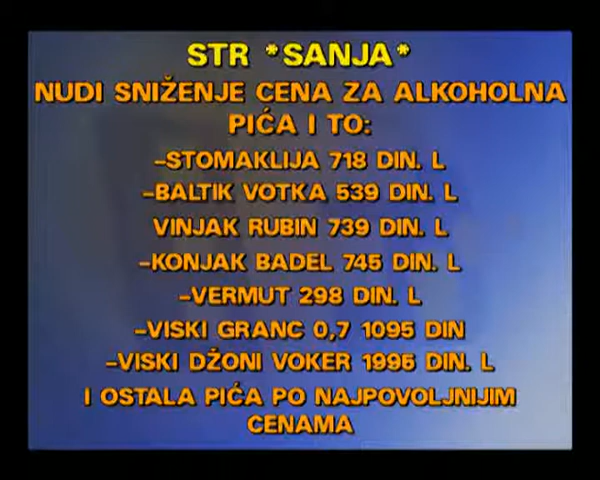 STR *SANJA*
NUDI SNIŽENJE CENA ZA ALKOHOLNA
PIĆA I TO:
-STOMAKLIJA 718 DIN. L
-BALTIK VOTKA 539 DIN. L
VINJAK RUBIN 739 DIN. L
-KONJAK BADEL 745 DIN. L
-VERMUT 298 DIN. L
-VISKI GRANC 0,7 1095 DIN
-VISKI DŽONI VOKER 1995 DIN. L
I OSTALA PIĆA PO NAJPOVOLJNIJIM
CENAMA